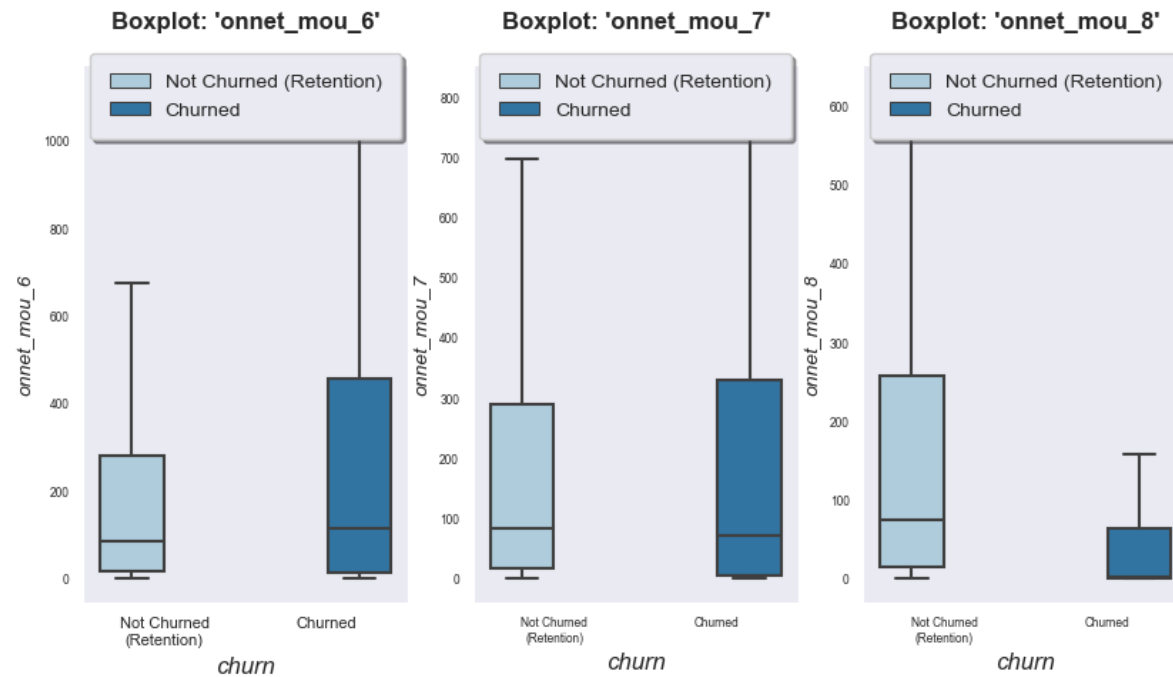 Boxplot: 'onnet_mou_6'
Not Churned (Retention)
Churned
1000
800
600
400
200
0
onnet_mou_6
Not Churned
(Retention)
Churned
churn
Boxplot: 'onnet_mou_7'
Not Churned (Retention)
Churned
800
700
600
500
400
300
200
100
0
onnet_mou_7
Not Churned
(Retention)
Churned
churn
Boxplot: 'onnet_mou_8'
Not Churned (Retention)
Churned
600
500
400
300
200
100
0
onnet_mou_8
Not Churned
(Retention)
Churned
churn